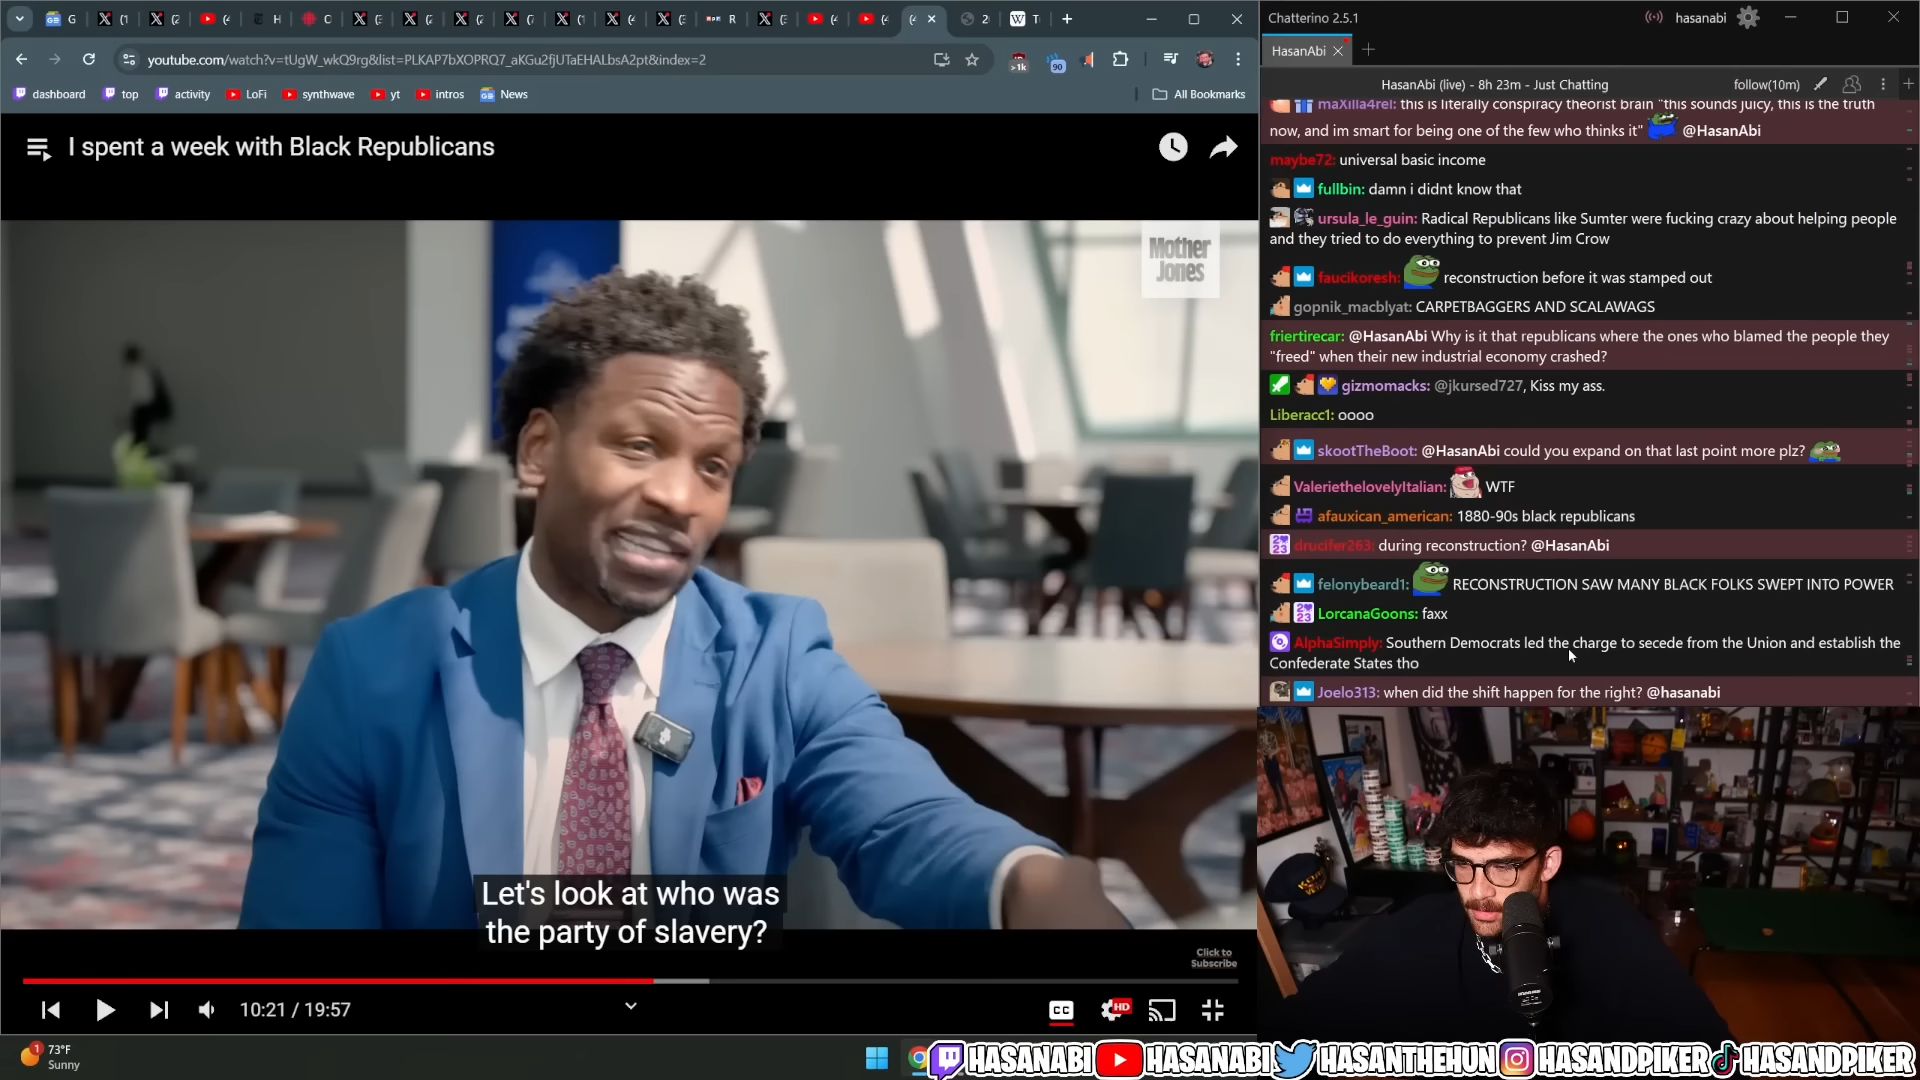 youtube.com/watch?v=tUgW_wkQ9rg&list=PLKAP7bXOPRQ7_aKGu2fjUTaEHALbsA2pt&index=2
>1k
90
dashboard
top
activity
LoFi
synthwave
yt
intros
News
All Bookmarks
I spent a week with Black Republicans
Mother
Jones
Let's look at who was
the party of slavery?
Click to
Subscribe
10:21 / 19:57
CC
HD
Chatterino 2.5.1
hasanabi
HasanAbi
HasanAbi (live) - 8h 23m - Just Chatting
follow(10m)
maXilla4rel: this is literally conspiracy theorist brain "this sounds juicy, this is the truth
now, and im smart for being one of the few who thinks it" @HasanAbi
maybe72: universal basic income
fullbin: damn i didnt know that
ursula_le_guin: Radical Republicans like Sumter were fucking crazy about helping people
and they tried to do everything to prevent Jim Crow
faucikoresh: reconstruction before it was stamped out
gopnik_macblyat: CARPETBAGGERS AND SCALAWAGS
friertirecar: @HasanAbi Why is it that republicans where the ones who blamed the people they
"freed" when their new industrial economy crashed?
gizmomacks: @jkursed727, Kiss my ass.
Liberacc1: oooo
skootTheBoot: @HasanAbi could you expand on that last point more plz?
ValeriethelovelyItalian: WTF
afauxican_american: 1880-90s black republicans
drucifer263: during reconstruction? @HasanAbi
felonybeard1: RECONSTRUCTION SAW MANY BLACK FOLKS SWEPT INTO POWER
LorcanaGoons: faxx
AlphaSimply: Southern Democrats led the charge to secede from the Union and establish the
Confederate States tho
Joelo313: when did the shift happen for the right? @hasanabi
1
73°F
Sunny
HASANABI HASANABI HASANTHEHUN HASANDPIKER HASANDPIKER